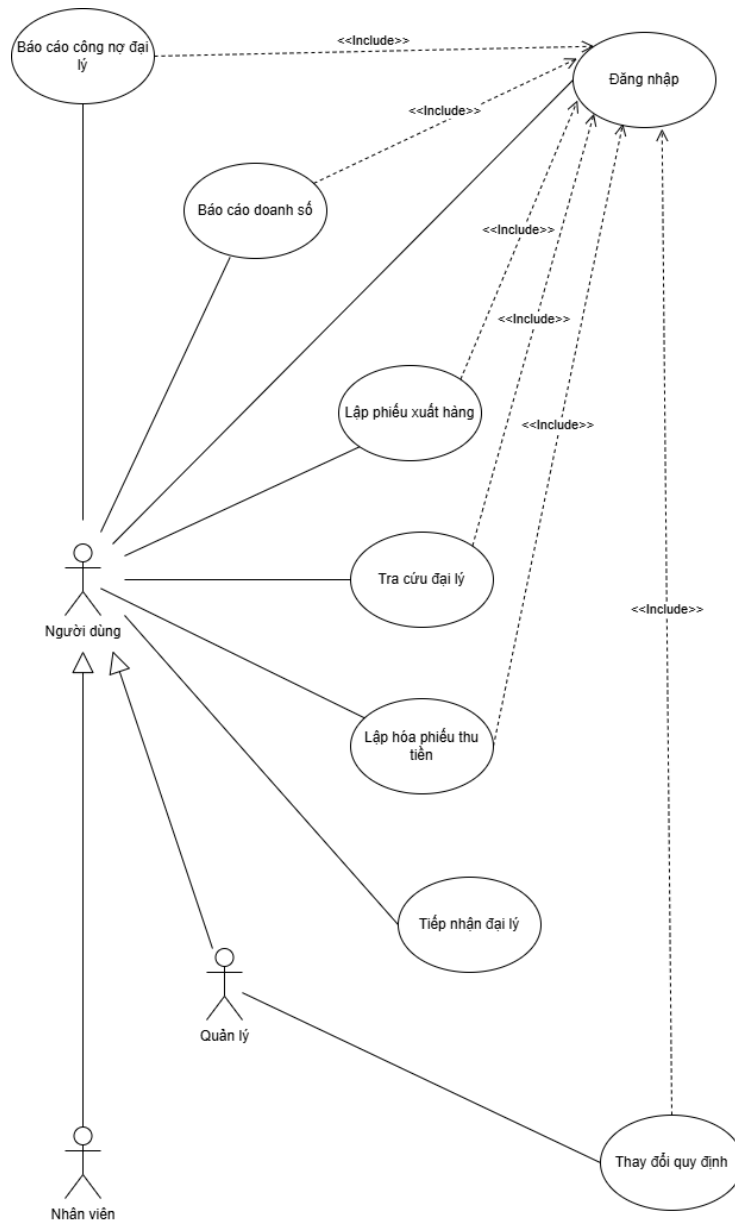 Báo cáo công nợ đại
lý
<<Include>>
Đăng nhập
<<Include>>
Báo cáo doanh số
<<Include>>
<<Include>>
Lập phiếu xuất hàng
<<Include>>
Tra cứu đại lý
<<Include>>
Người dùng
Lập hóa phiếu thu
tiền
Tiếp nhận đại lý
Quản lý
Thay đổi quy định
Nhân viên